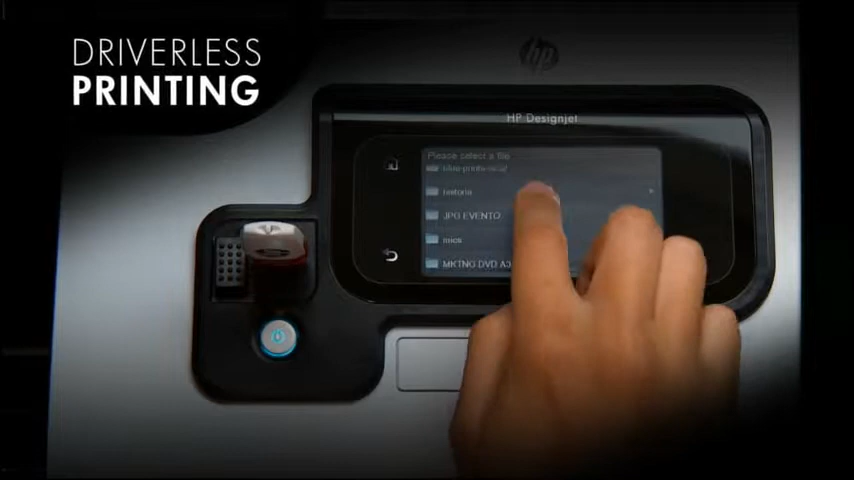 DRIVERLESS
PRINTING
hp
HP Designjet
Please select a file
JPG EVENTO
MKTNG DVD A3